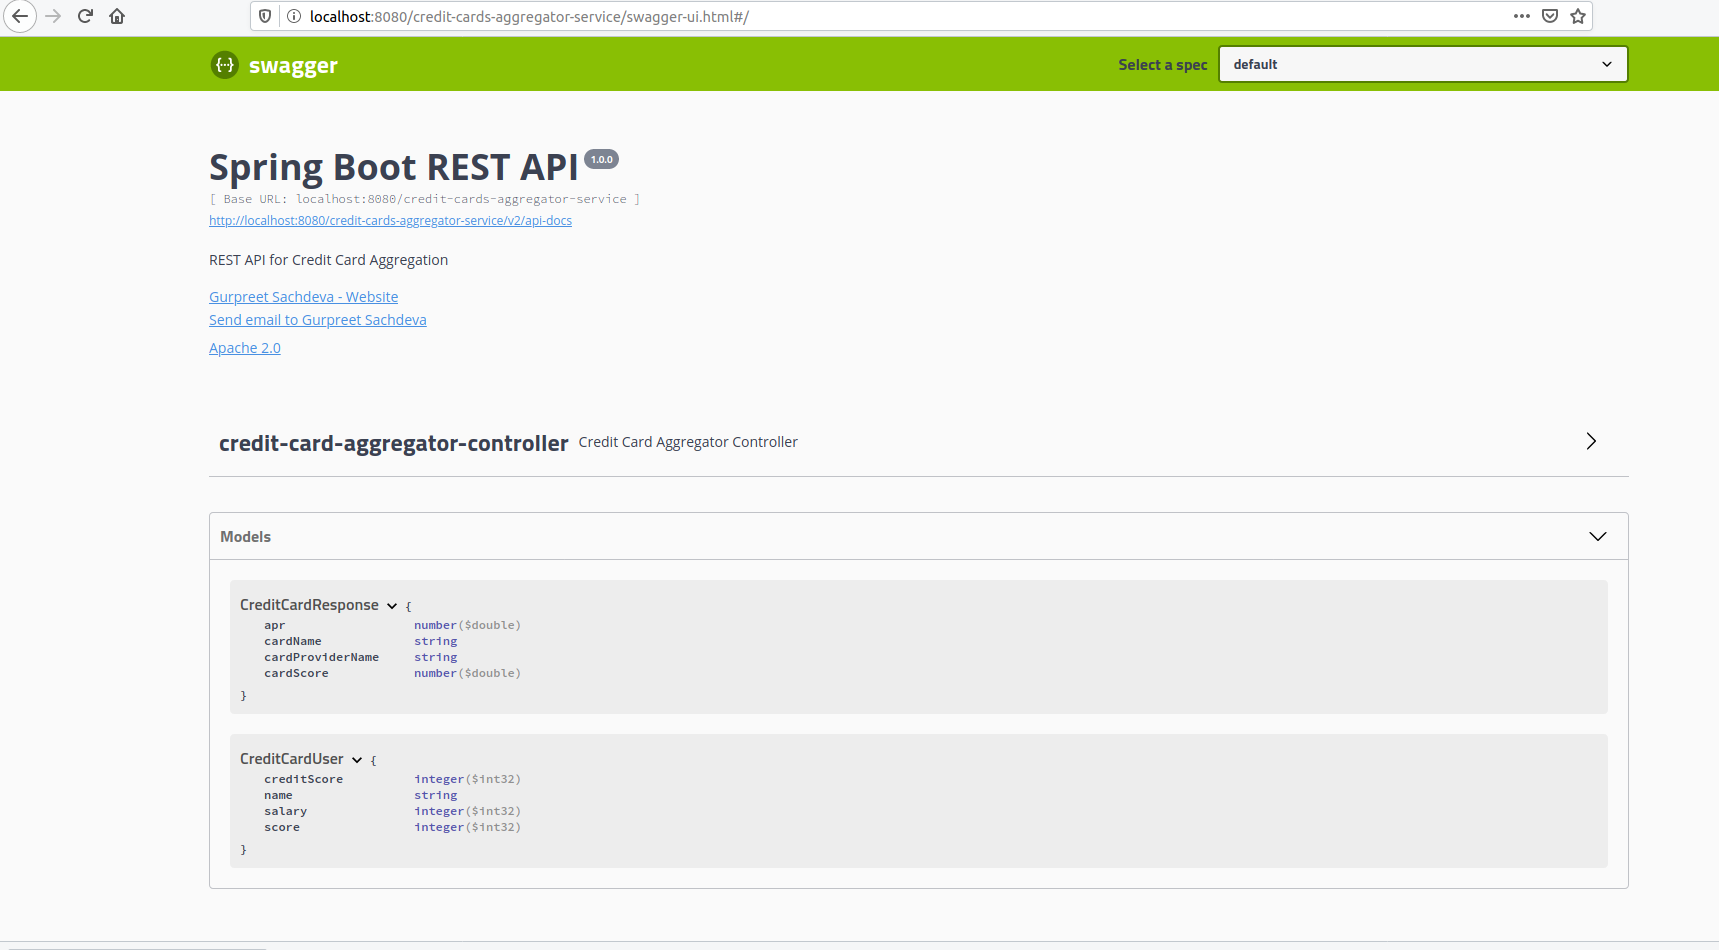 localhost:8080/credit-cards-aggregator-service/swagger-ui.html#/
{··} swagger
Select a spec
default
Spring Boot REST API 1.0.0
[ Base URL: localhost:8080/credit-cards-aggregator-service ]
http://localhost:8080/credit-cards-aggregator-service/v2/api-docs
REST API for Credit Card Aggregation
Gurpreet Sachdeva - Website
Send email to Gurpreet Sachdeva
Apache 2.0
credit-card-aggregator-controller Credit Card Aggregator Controller
Models
CreditCardResponse {
apr number($double)
cardName string
cardProviderName string
cardScore number($double)
}
CreditCardUser {
creditScore integer($int32)
name string
salary integer($int32)
score integer($int32)
}